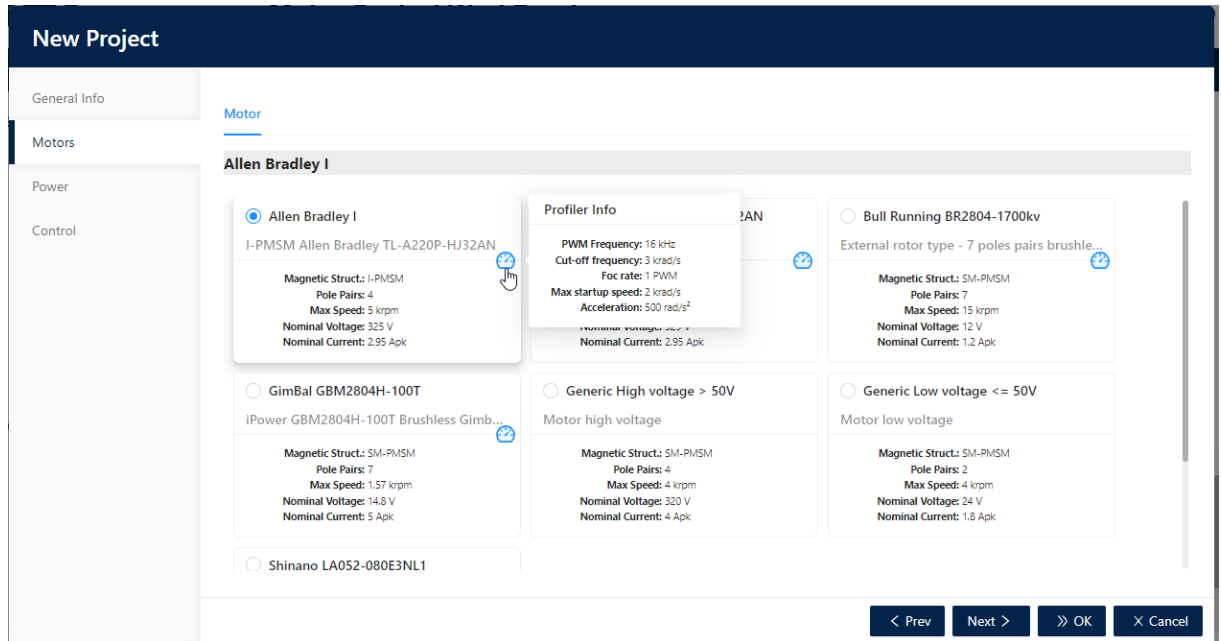 New Project
General Info
Motors
Power
Control
Motor
Allen Bradley I
Allen Bradley I
I-PMSM Allen Bradley TL-A220P-HJ32AN
Magnetic Struct.: I-PMSM
Pole Pairs: 4
Max Speed: 5 krpm
Nominal Voltage: 325 V
Nominal Current: 2.95 Apk
Profiler Info
PWM Frequency: 16 kHz
Cut-off frequency: 3 krad/s
Foc rate: 1 PWM
Max startup speed: 2 krad/s
Acceleration: 500 rad/s²
2AN
Nominal Current: 2.95 Apk
Bull Running BR2804-1700kv
External rotor type - 7 poles pairs brushle...
Magnetic Struct.: SM-PMSM
Pole Pairs: 7
Max Speed: 15 krpm
Nominal Voltage: 12 V
Nominal Current: 1.2 Apk
GimBal GBM2804H-100T
iPower GBM2804H-100T Brushless Gimb...
Magnetic Struct.: SM-PMSM
Pole Pairs: 7
Max Speed: 1.57 krpm
Nominal Voltage: 14.8 V
Nominal Current: 5 Apk
Generic High voltage > 50V
Motor high voltage
Magnetic Struct.: SM-PMSM
Pole Pairs: 4
Max Speed: 4 krpm
Nominal Voltage: 320 V
Nominal Current: 4 Apk
Generic Low voltage <= 50V
Motor low voltage
Magnetic Struct.: SM-PMSM
Pole Pairs: 2
Max Speed: 4 krpm
Nominal Voltage: 24 V
Nominal Current: 1.8 Apk
Shinano LA052-080E3NL1
< Prev
Next >
» OK
X Cancel